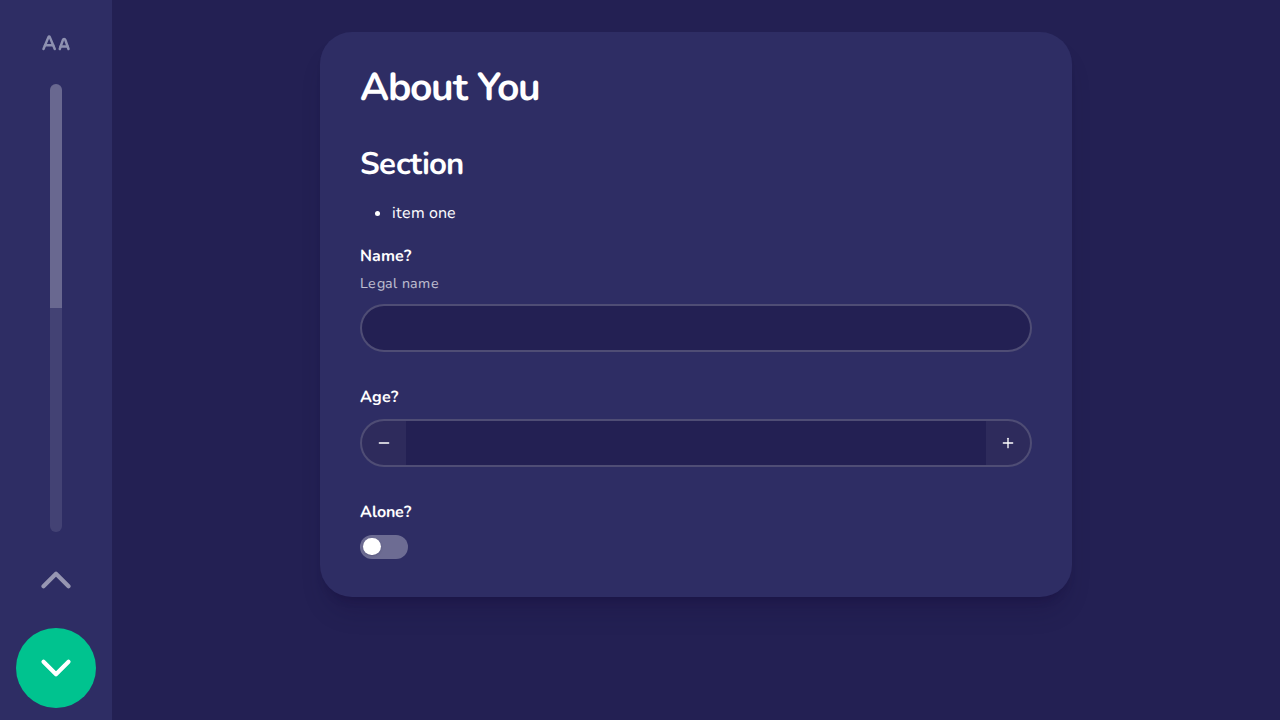 AA
About You
Section
• item one
Name?
Legal name
Age?
− +
Alone?